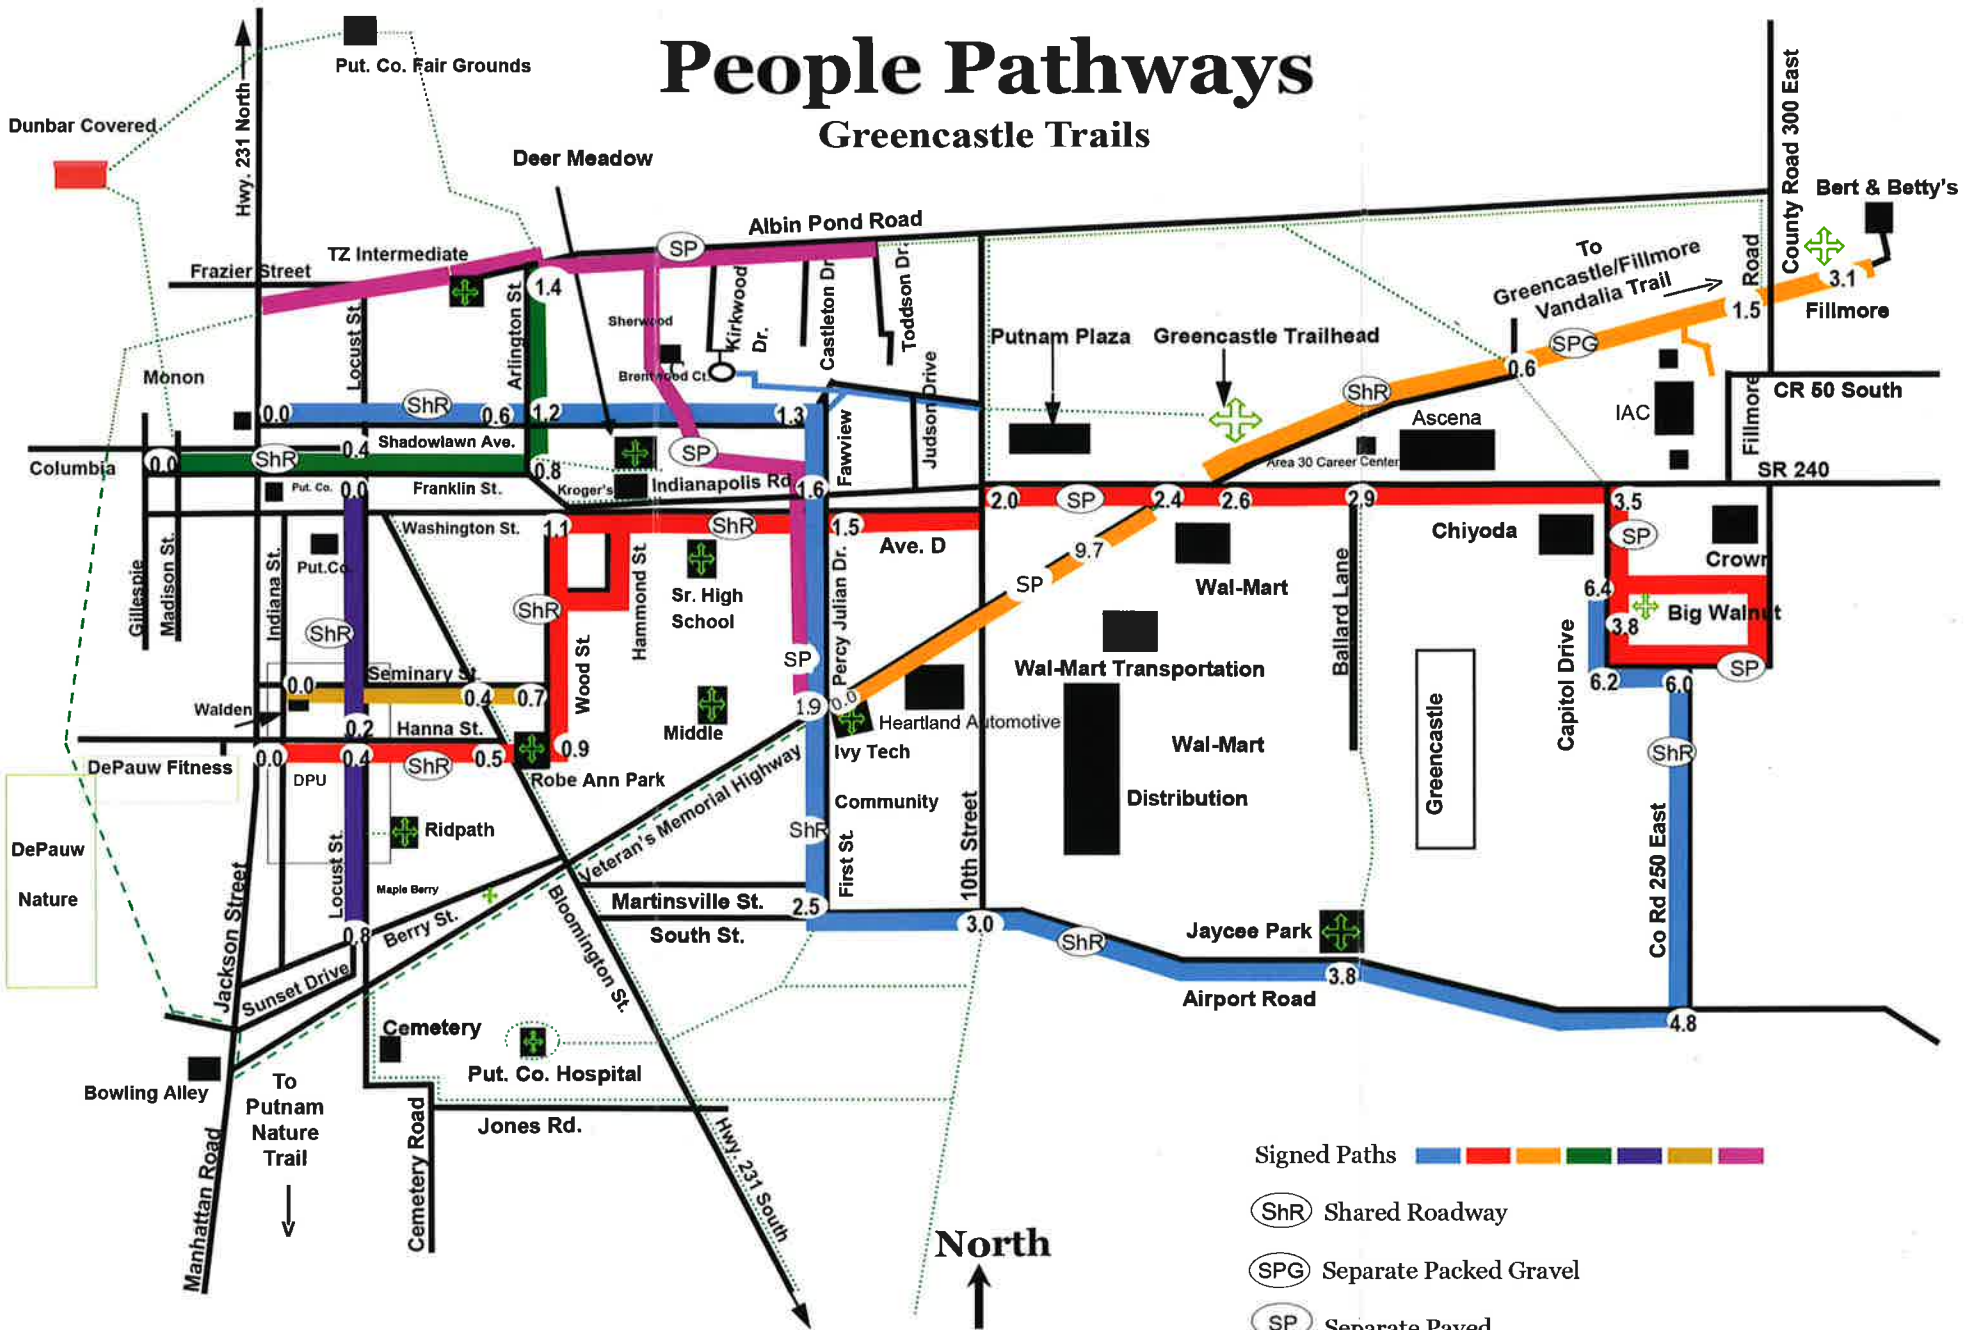 People Pathways
Greencastle Trails
Put. Co. Fair Grounds
Dunbar Covered
Hwy. 231 North
Deer Meadow
Albin Pond Road
TZ Intermediate
Frazier Street
SP
County Road 300 East
Bert & Betty's
To
Greencastle/Fillmore
Vandalia Trail
Road
3.1
1.5
Fillmore
Locust St.
Arlington St.
1.4
Sherwood
Kirkwood
Dr.
Castleton Dr.
Toddson Dr.
Judson Drive
Putnam Plaza
Greencastle Trailhead
SPG
0.6
ShR
Monon
C
Brentwood Ct.
0.0
ShR
0.6
1.2
1.3
Fawview
Ascena
IAC
Fillmore
CR 50 South
Shadowlawn Ave.
0.4
Columbia
0.0
ShR
0.8
SP
Area 30 Career Center
SR 240
Put. Co.
0.0
Franklin St.
Kroger's
Indianapolis Rd
1.6
2.0
SP
2.4
2.6
2.9
3.5
Washington St.
1.1
ShR
1.5
Ave. D
Chiyoda
SP
Crown
Gillespie
Madison St.
Indiana St.
Put.Co.
Hammond St.
Sr. High
School
Percy Julian Dr.
9.7
SP
Wal-Mart
Ballard Lane
6.4
Big Walnut
3.8
ShR
ShR
Wood St.
SP
Wal-Mart Transportation
Capitol Drive
SP
6.2
6.0
Seminary St.
0.0
0.4
0.7
Walden
0.2
Hanna St.
Middle
1.9
0.0
Heartland Automotive
Ivy Tech
Wal-Mart
Greencastle
ShR
DePauw Fitness
0.0
0.4
ShR
0.5
0.9
DPU
Robe Ann Park
Veteran's Memorial Highway
Community
Distribution
Ridpath
ShR
DePauw
Nature
Locust St.
Maple Berry
First St.
10th Street
Co Rd 250 East
Jackson Street
0.8
Berry St.
Bloomington St.
Martinsville St.
2.5
South St.
3.0
ShR
Jaycee Park
3.8
Airport Road
4.8
Sunset Drive
Cemetery
Bowling Alley
Put. Co. Hospital
To
Putnam
Nature
Trail
Jones Rd.
Cemetery Road
Manhattan Road
Hwy. 231 South
North
Signed Paths
ShR Shared Roadway
SPG Separate Packed Gravel
SP Separate Paved